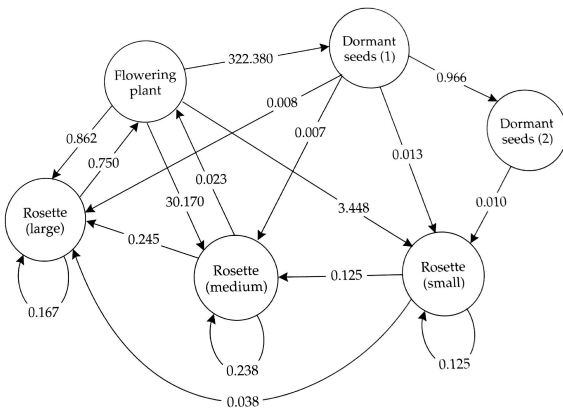 Dormant
seeds (1)
322.380
Flowering
plant
0.966
0.008
Dormant
seeds (2)
0.862
0.007
0.750
0.013
0.023
0.010
30.170
3.448
Rosette
(large)
0.245
Rosette
(medium)
0.125
Rosette
(small)
0.167
0.238
0.125
0.038